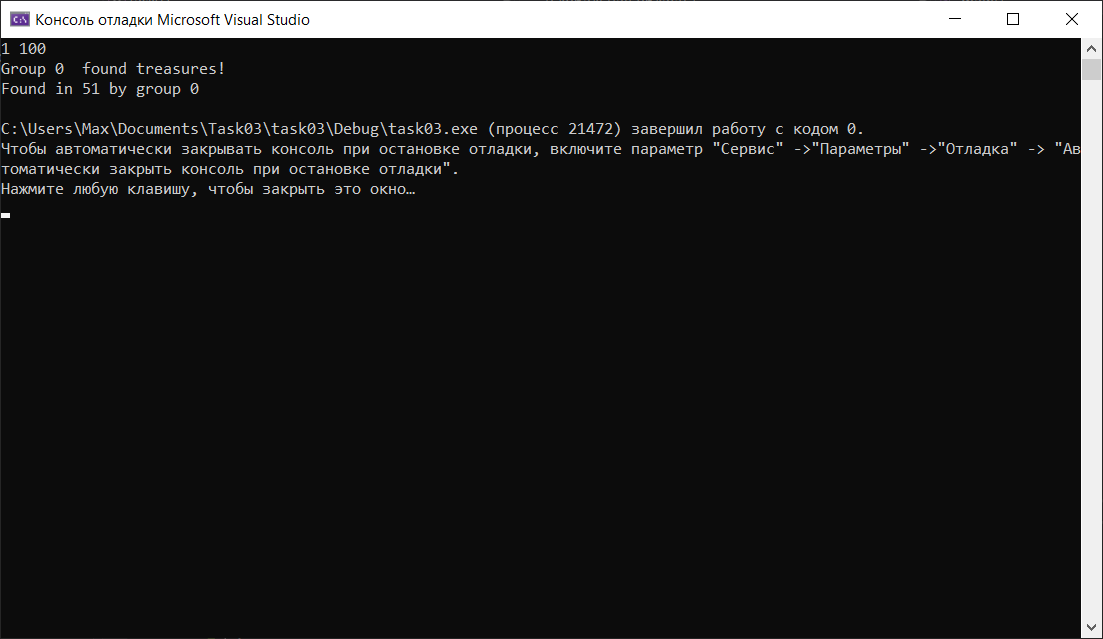 Консоль отладки Microsoft Visual Studio
1 100
Group 0  found treasures!
Found in 51 by group 0
C:\Users\Max\Documents\Task03\task03\Debug\task03.exe (процесс 21472) завершил работу с кодом 0.
Чтобы автоматически закрывать консоль при остановке отладки, включите параметр "Сервис" ->"Параметры" ->"Отладка" -> "Ав
томатически закрыть консоль при остановке отладки".
Нажмите любую клавишу, чтобы закрыть это окно…